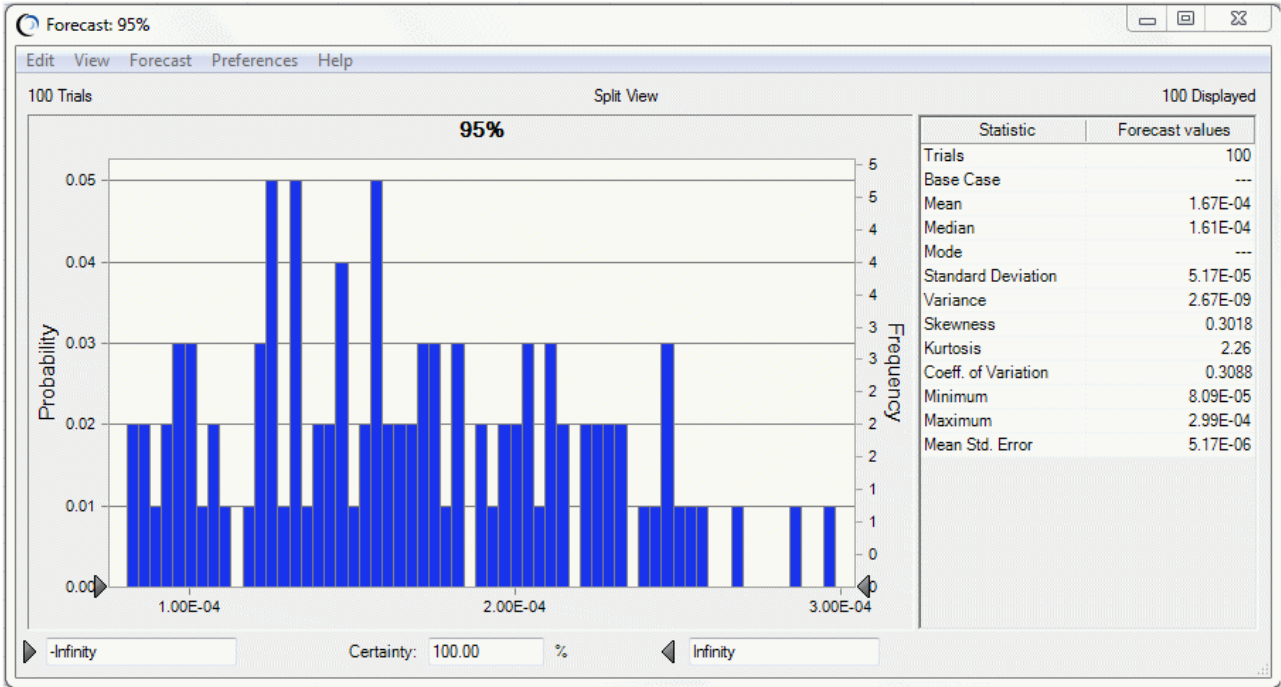 Forecast: 95%
Edit View Forecast Preferences Help
100 Trials Split View 100 Displayed
95%
Probability
0.05
0.04
0.03
0.02
0.01
0.00
1.00E-04 2.00E-04 3.00E-04
5
5
4
4
4
3
3
2
2
2
1
1
0
0
Frequency
Statistic Forecast values
Trials 100
Base Case ---
Mean 1.67E-04
Median 1.61E-04
Mode ---
Standard Deviation 5.17E-05
Variance 2.67E-09
Skewness 0.3018
Kurtosis 2.26
Coeff. of Variation 0.3088
Minimum 8.09E-05
Maximum 2.99E-04
Mean Std. Error 5.17E-06
-Infinity Certainty: 100.00 % Infinity